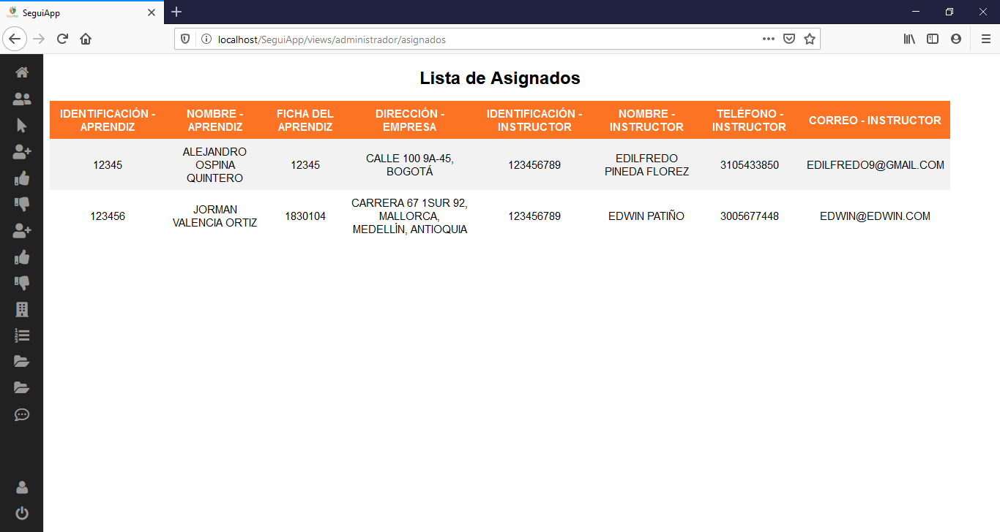 SeguiApp
localhost/SeguiApp/views/administrador/asignados
Lista de Asignados
IDENTIFICACIÓN - APRENDIZ
NOMBRE - APRENDIZ
FICHA DEL APRENDIZ
DIRECCIÓN - EMPRESA
IDENTIFICACIÓN - INSTRUCTOR
NOMBRE - INSTRUCTOR
TELÉFONO - INSTRUCTOR
CORREO - INSTRUCTOR
12345
ALEJANDRO
OSPINA
QUINTERO
12345
CALLE 100 9A-45,
BOGOTÁ
123456789
EDILFREDO
PINEDA FLOREZ
3105433850
EDILFREDO9@GMAIL.COM
123456
JORMAN
VALENCIA ORTIZ
1830104
CARRERA 67 1SUR 92,
MALLORCA,
MEDELLÍN, ANTIOQUIA
123456789
EDWIN PATIÑO
3005677448
EDWIN@EDWIN.COM